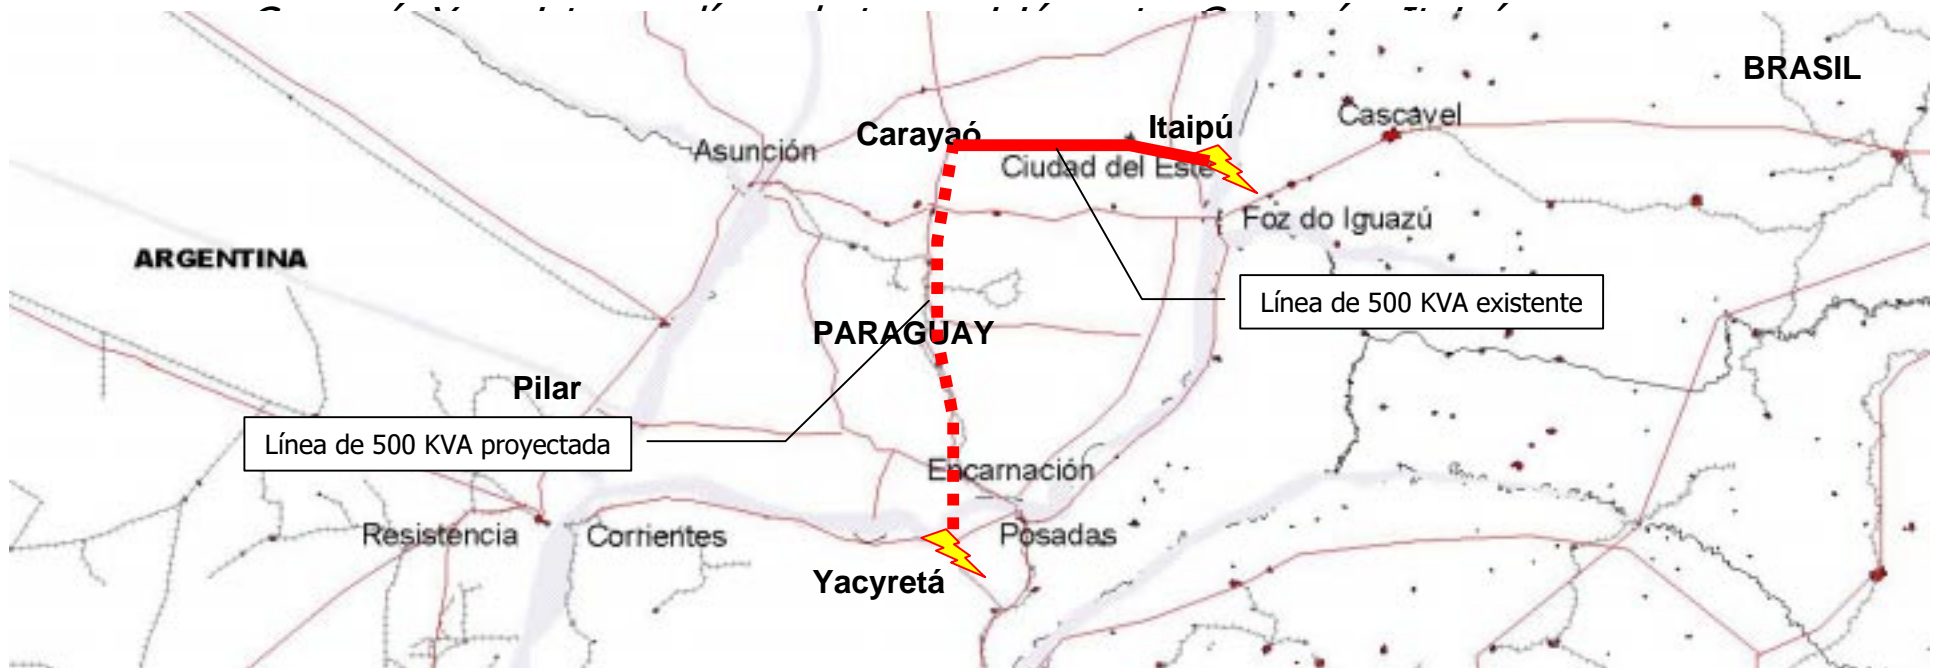 BRASIL
Cascavel
Itaipú
Carayaó
Asunción
Ciudad del Este
Foz do Iguazú
ARGENTINA
Línea de 500 KVA existente
PARAGUAY
Pilar
Línea de 500 KVA proyectada
Encarnación
Resistencia
Corrientes
Posadas
Yacyretá